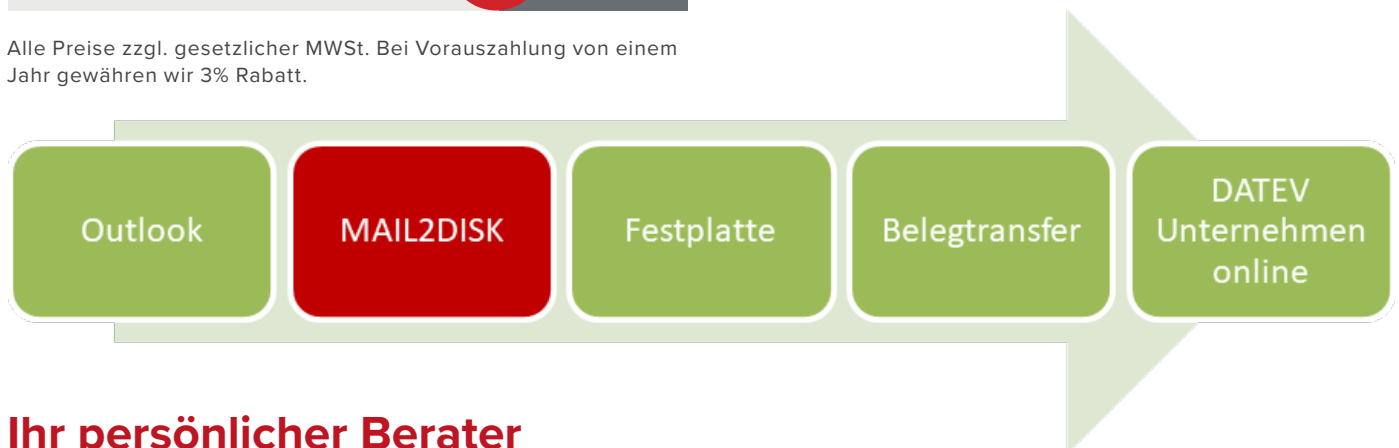 Alle Preise zzgl. gesetzlicher MWSt. Bei Vorauszahlung von einem
Jahr gewähren wir 3% Rabatt.
Outlook
MAIL2DISK
Festplatte
Belegtransfer
DATEV
Unternehmen
online
Ihr persönlicher Berater